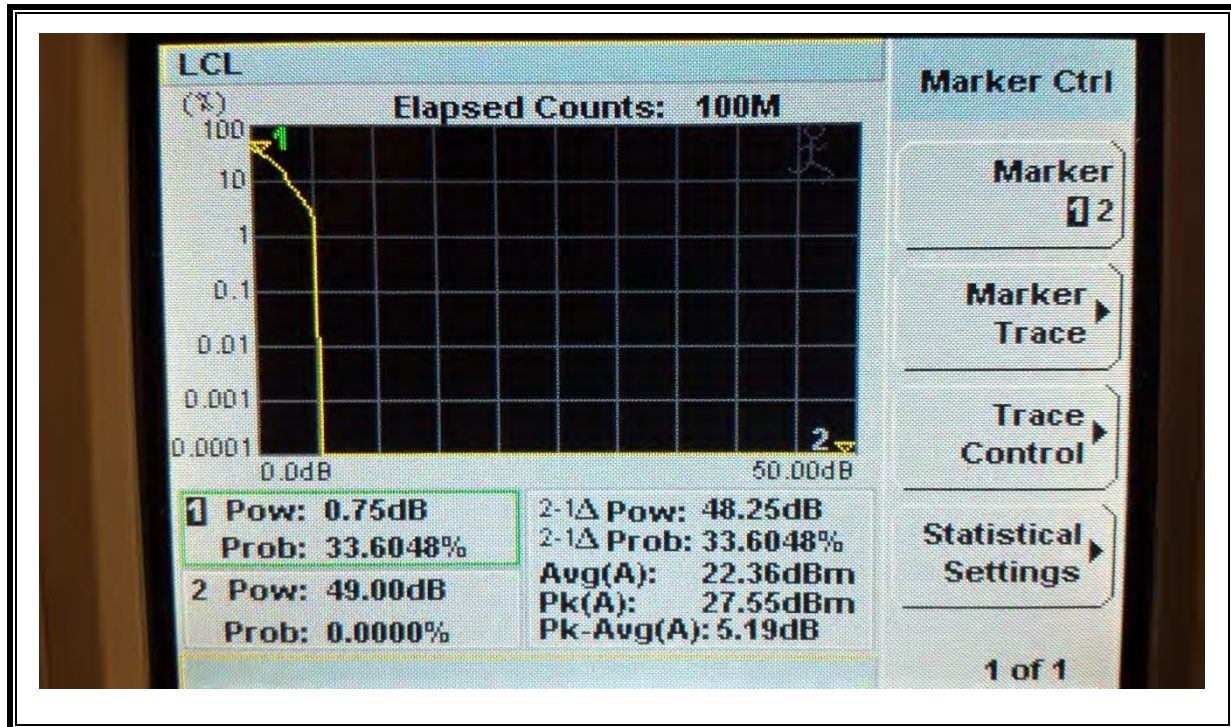 LCL
Marker Ctrl
(%)
Elapsed Counts: 100M
100
1
10
1
0.1
0.01
0.001
0.0001
2
0.0dB
50.00dB
1 Pow: 0.75dB
Prob: 33.6048%
2 Pow: 49.00dB
Prob: 0.0000%
2-1Δ Pow: 48.25dB
2-1Δ Prob: 33.6048%
Avg(A): 22.36dBm
Pk(A): 27.55dBm
Pk-Avg(A): 5.19dB
Marker
1 2
Marker
Trace
Trace
Control
Statistical
Settings
1 of 1